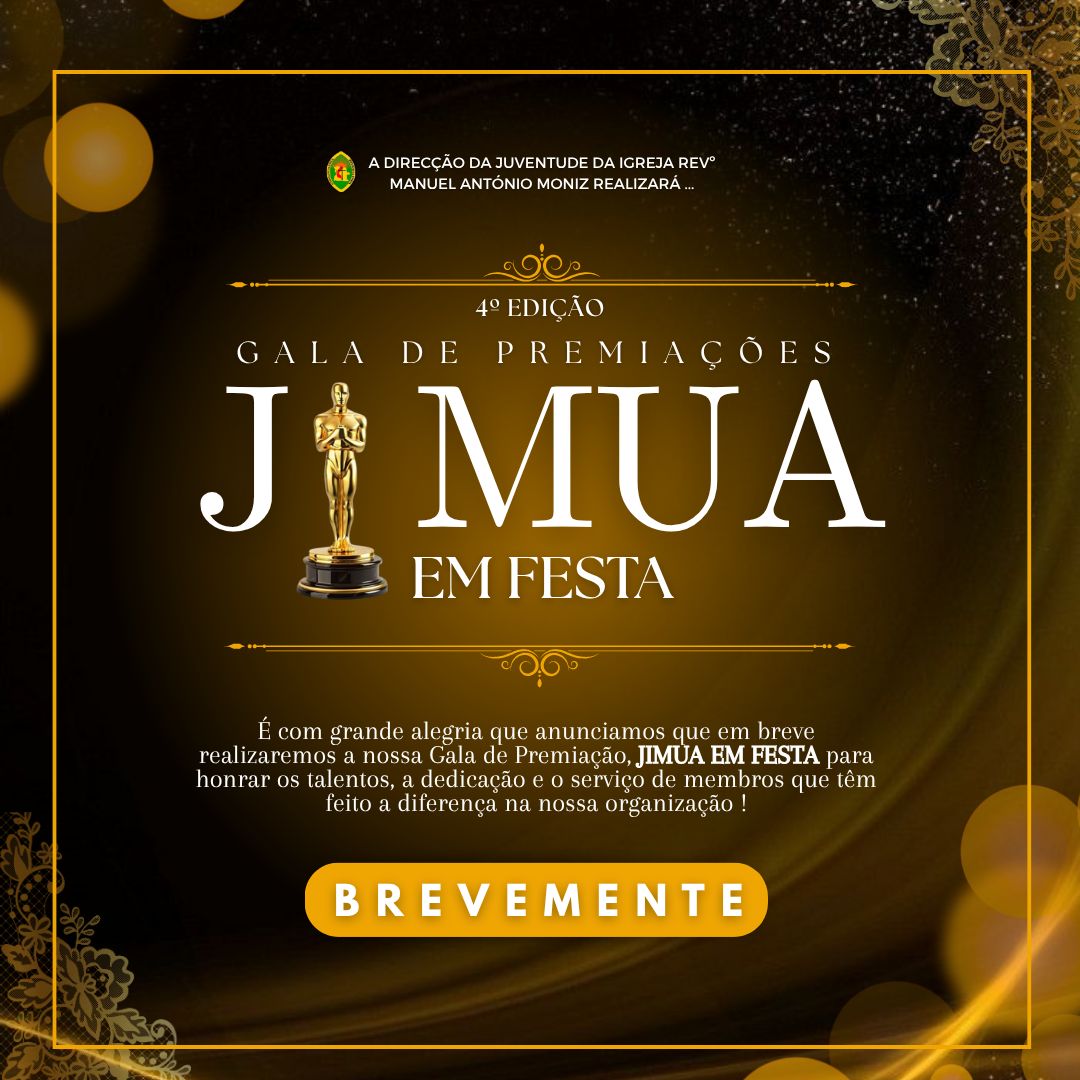 A DIRECÇÃO DA JUVENTUDE DA IGREJA REVº
MANUEL ANTÓNIO MONIZ REALIZARÁ ...
4º EDIÇÃO
GALA DE PREMIAÇÕES
JIMUA
EM FESTA
É com grande alegria que anunciamos que em breve
realizaremos a nossa Gala de Premiação, JIMUA EM FESTA para
honrar os talentos, a dedicação e o serviço de membros que têm
feito a diferença na nossa organização !
BREVEMENTE